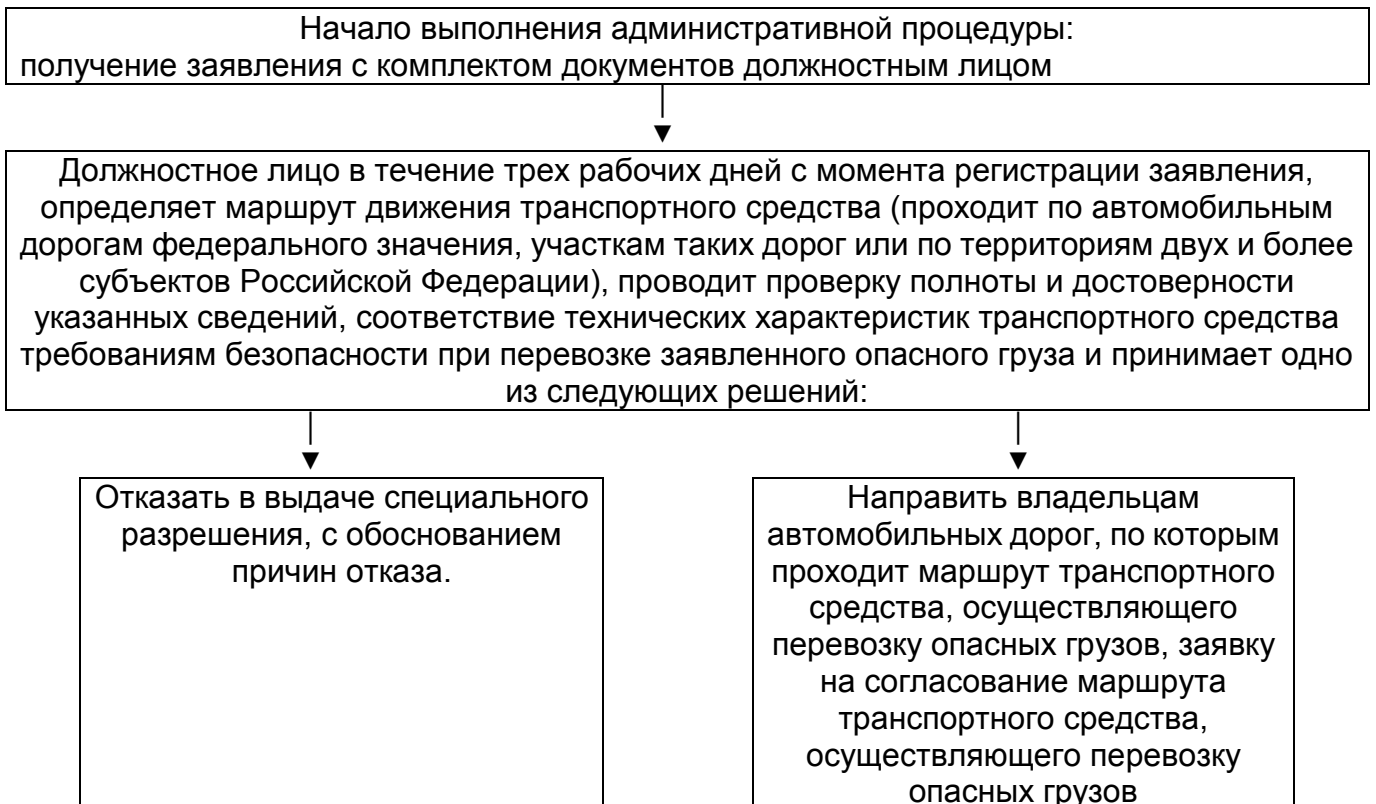 Начало выполнения административной процедуры:
получение заявления с комплектом документов должностным лицом
Должностное лицо в течение трех рабочих дней с момента регистрации заявления,
определяет маршрут движения транспортного средства (проходит по автомобильным
дорогам федерального значения, участкам таких дорог или по территориям двух и более
субъектов Российской Федерации), проводит проверку полноты и достоверности
указанных сведений, соответствие технических характеристик транспортного средства
требованиям безопасности при перевозке заявленного опасного груза и принимает одно
из следующих решений:
Отказать в выдаче специального
разрешения, с обоснованием
причин отказа.
Направить владельцам
автомобильных дорог, по которым
проходит маршрут транспортного
средства, осуществляющего
перевозку опасных грузов, заявку
на согласование маршрута
транспортного средства,
осуществляющего перевозку
опасных грузов